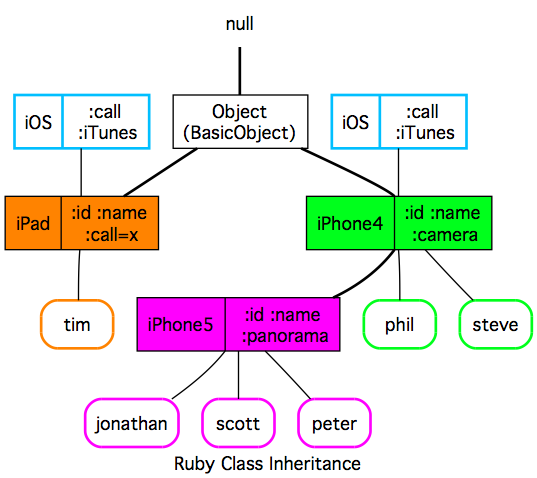 null
iOS
:call
:iTunes
Object
(BasicObject)
iOS
:call
:iTunes
iPad
:id :name
:call=x
iPhone4
:id :name
:camera
tim
iPhone5
:id :name
:panorama
phil
steve
jonathan
scott
peter
Ruby Class Inheritance